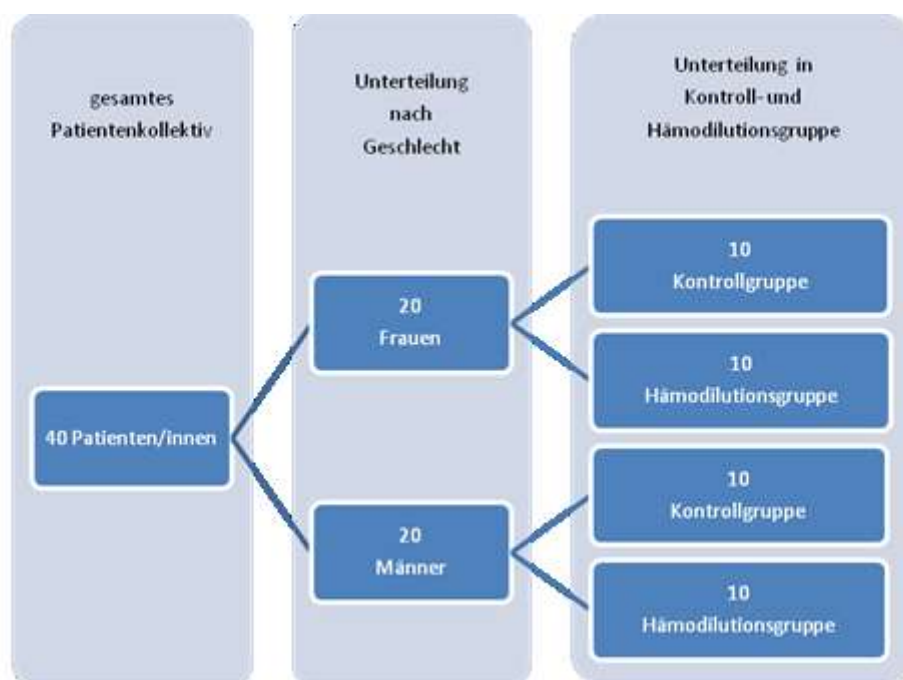 gesamtes
Patientenkollektiv
Unterteilung
nach
Geschlecht
Unterteilung in
Kontroll- und
Hämodilutionsgruppe
40 Patienten/innen
20
Frauen
20
Männer
10
Kontrollgruppe
10
Hämodilutionsgruppe
10
Kontrollgruppe
10
Hämodilutionsgruppe